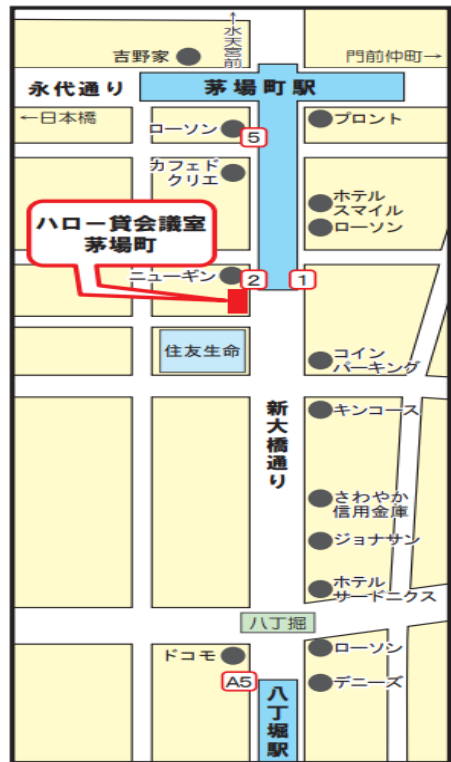 ↑水天宮前
吉野家
門前仲町→
永代通り
茅場町駅
←日本橋
ローソン
5
プロント
カフェド
クリエ
ホテル
スマイル
ローソン
ハロー貸会議室
茅場町
ニューギン
2
1
住友生命
コイン
パーキング
新大橋通り
キンコース
さわやか
信用金庫
ジョナサン
ホテル
サードニクス
八丁堀
ドコモ
ローソン
A5
デニーズ
八丁堀駅